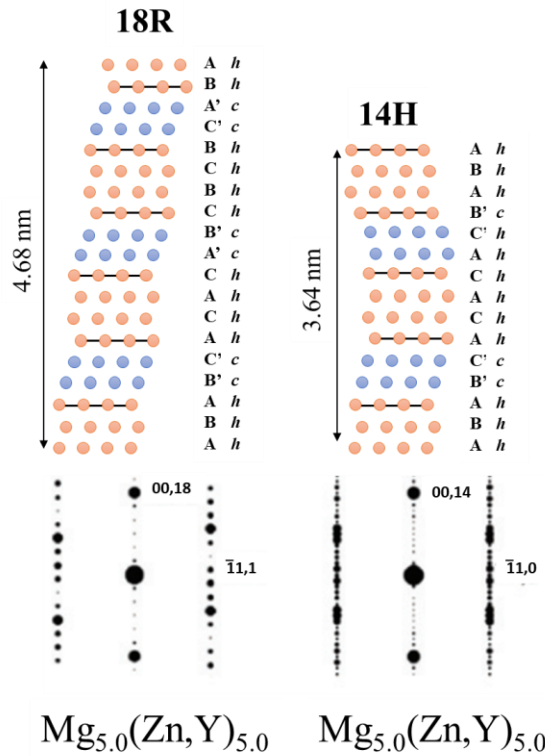 18R
4.68 nm
A h
B h
A' c
C' c
B h
C h
B h
C h
B' c
A' c
C h
A h
C h
A h
C' c
B' c
A h
B h
A h
00,18
1̄1,1
Mg5.0(Zn,Y)5.0
14H
3.64 nm
A h
B h
A h
B' c
C' h
A h
C h
A h
C h
A h
C' c
B' c
A h
B h
A h
00,14
1̄1,0
Mg5.0(Zn,Y)5.0